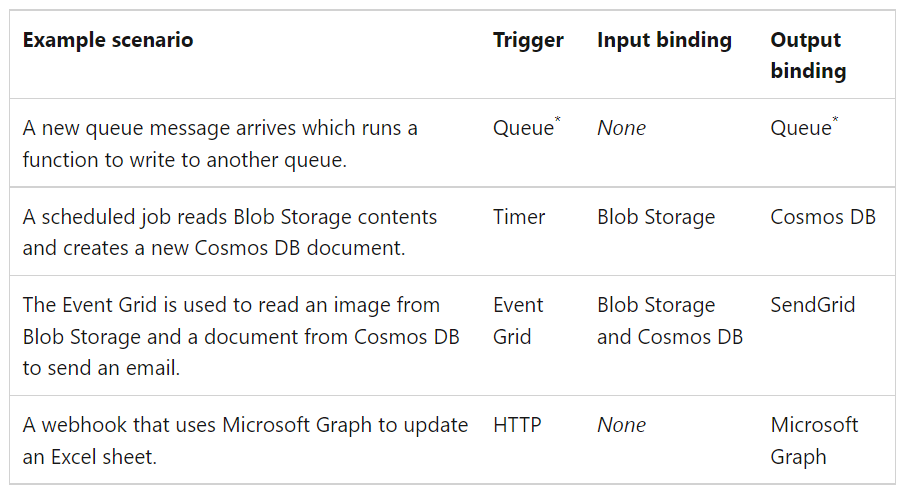 Example scenario Trigger Input binding Output
binding
A new queue message arrives which runs a Queue* None Queue*
function to write to another queue.
A scheduled job reads Blob Storage contents Timer Blob Storage Cosmos DB
and creates a new Cosmos DB document.
The Event Grid is used to read an image from Event Blob Storage SendGrid
Blob Storage and a document from Cosmos DB Grid and Cosmos DB
to send an email.
A webhook that uses Microsoft Graph to update HTTP None Microsoft
an Excel sheet. Graph